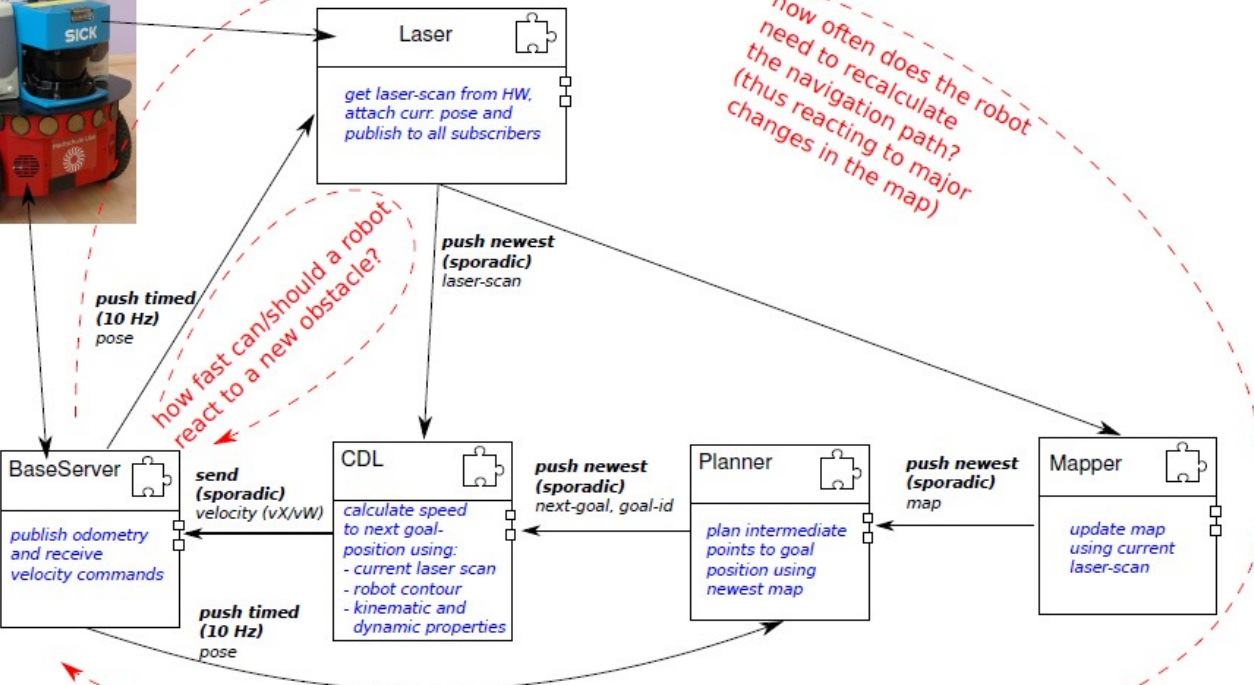 SICK
Laser
get laser-scan from HW,
attach curr. pose and
publish to all subscribers
how often does the robot
need to recalculate
the navigation path?
(thus reacting to major
changes in the map)
push newest
(sporadic)
laser-scan
push timed
(10 Hz)
pose
how fast can/should a robot
react to a new obstacle?
BaseServer
publish odometry
and receive
velocity commands
send
(sporadic)
velocity (vX/vW)
CDL
calculate speed
to next goal-
position using:
- current laser scan
- robot contour
- kinematic and
dynamic properties
push newest
(sporadic)
next-goal, goal-id
Planner
plan intermediate
points to goal
position using
newest map
push newest
(sporadic)
map
Mapper
update map
using current
laser-scan
push timed
(10 Hz)
pose